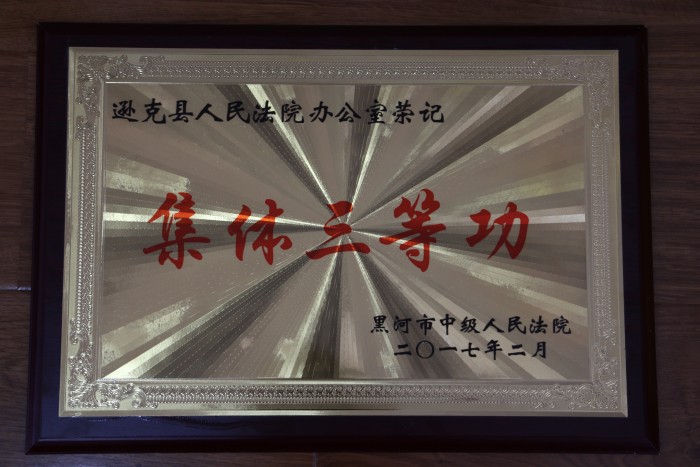 逊克县人民法院办公室荣记
集体三等功
黑河市中级人民法院
二〇一七年二月